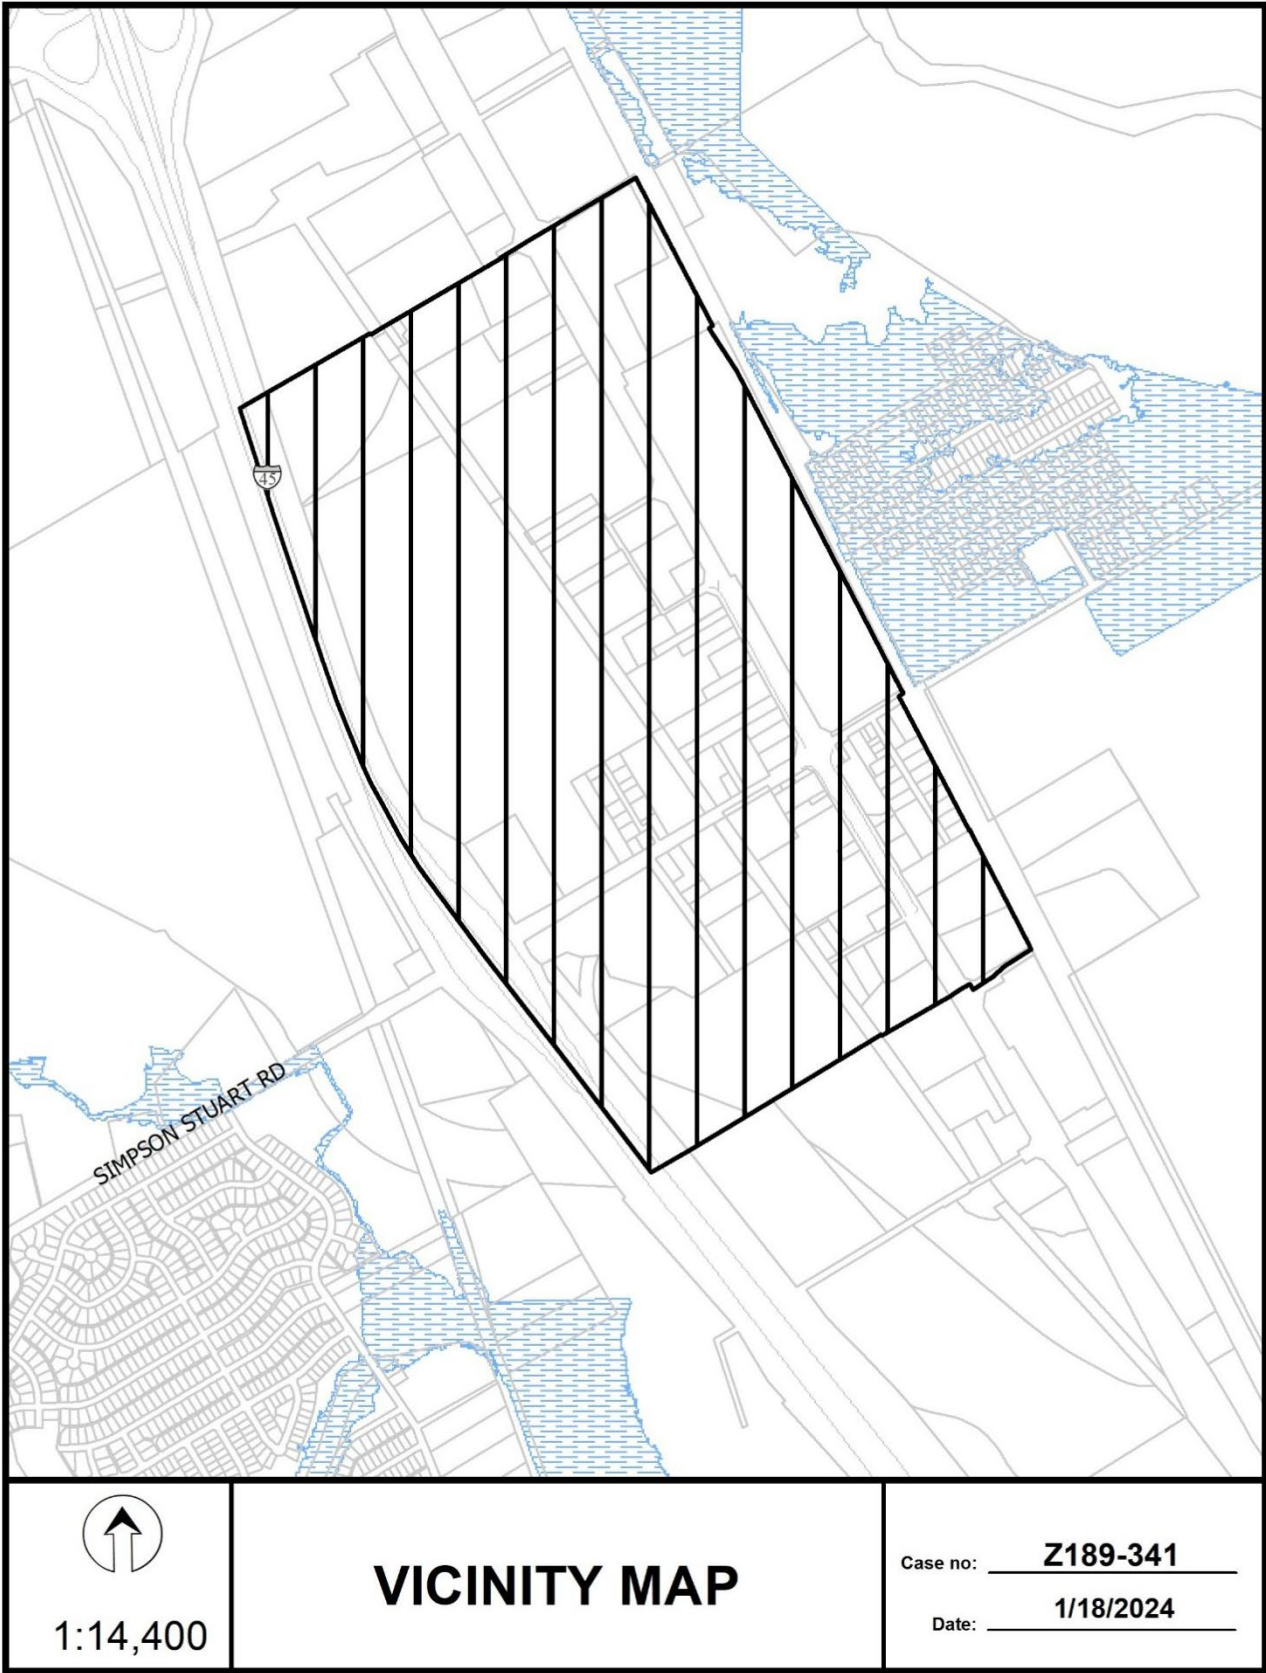 45
SIMPSON STUART RD
1:14,400
VICINITY MAP
Case no: Z189-341
Date: 1/18/2024